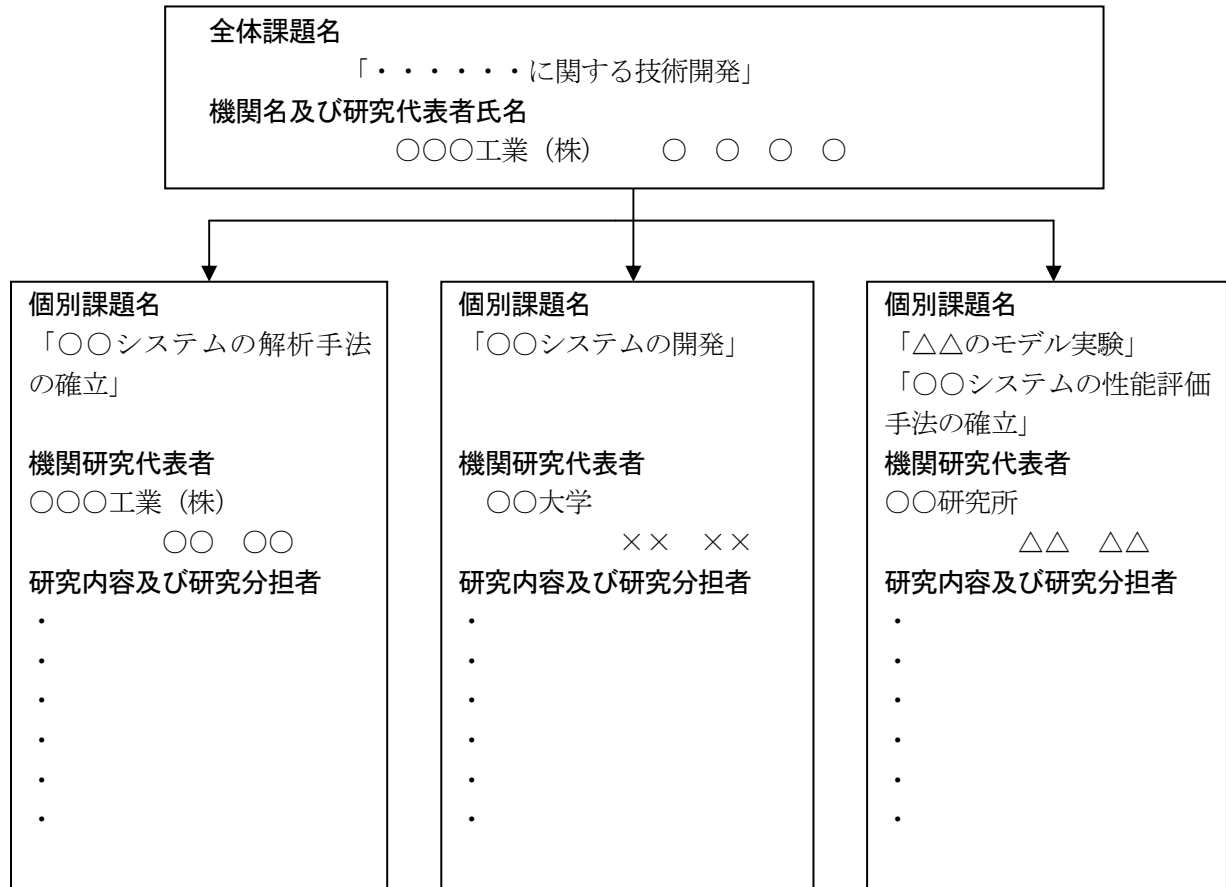 全体課題名
「・・・・・・に関する技術開発」
機関名及び研究代表者氏名
○○○工業（株）　　○　○　○　○
個別課題名
「○○システムの解析手法
の確立」
機関研究代表者
○○○工業（株）
○○　○○
研究内容及び研究分担者
・
・
・
・
・
・
個別課題名
「○○システムの開発」
機関研究代表者
○○大学
××　××
研究内容及び研究分担者
・
・
・
・
・
・
個別課題名
「△△のモデル実験」
「○○システムの性能評価
手法の確立」
機関研究代表者
○○研究所
△△　△△
研究内容及び研究分担者
・
・
・
・
・
・